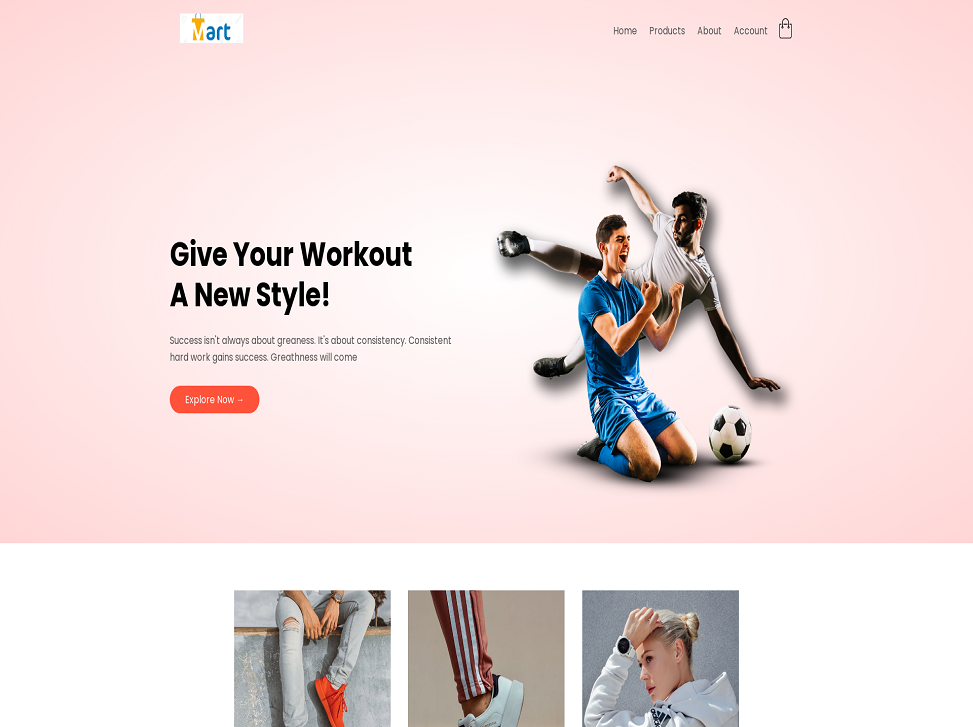 Mart
Home Products About Account
Give Your Workout
A New Style!
Success isn't always about greaness. It's about consistency. Consistent
hard work gains success. Greathness will come
Explore Now →